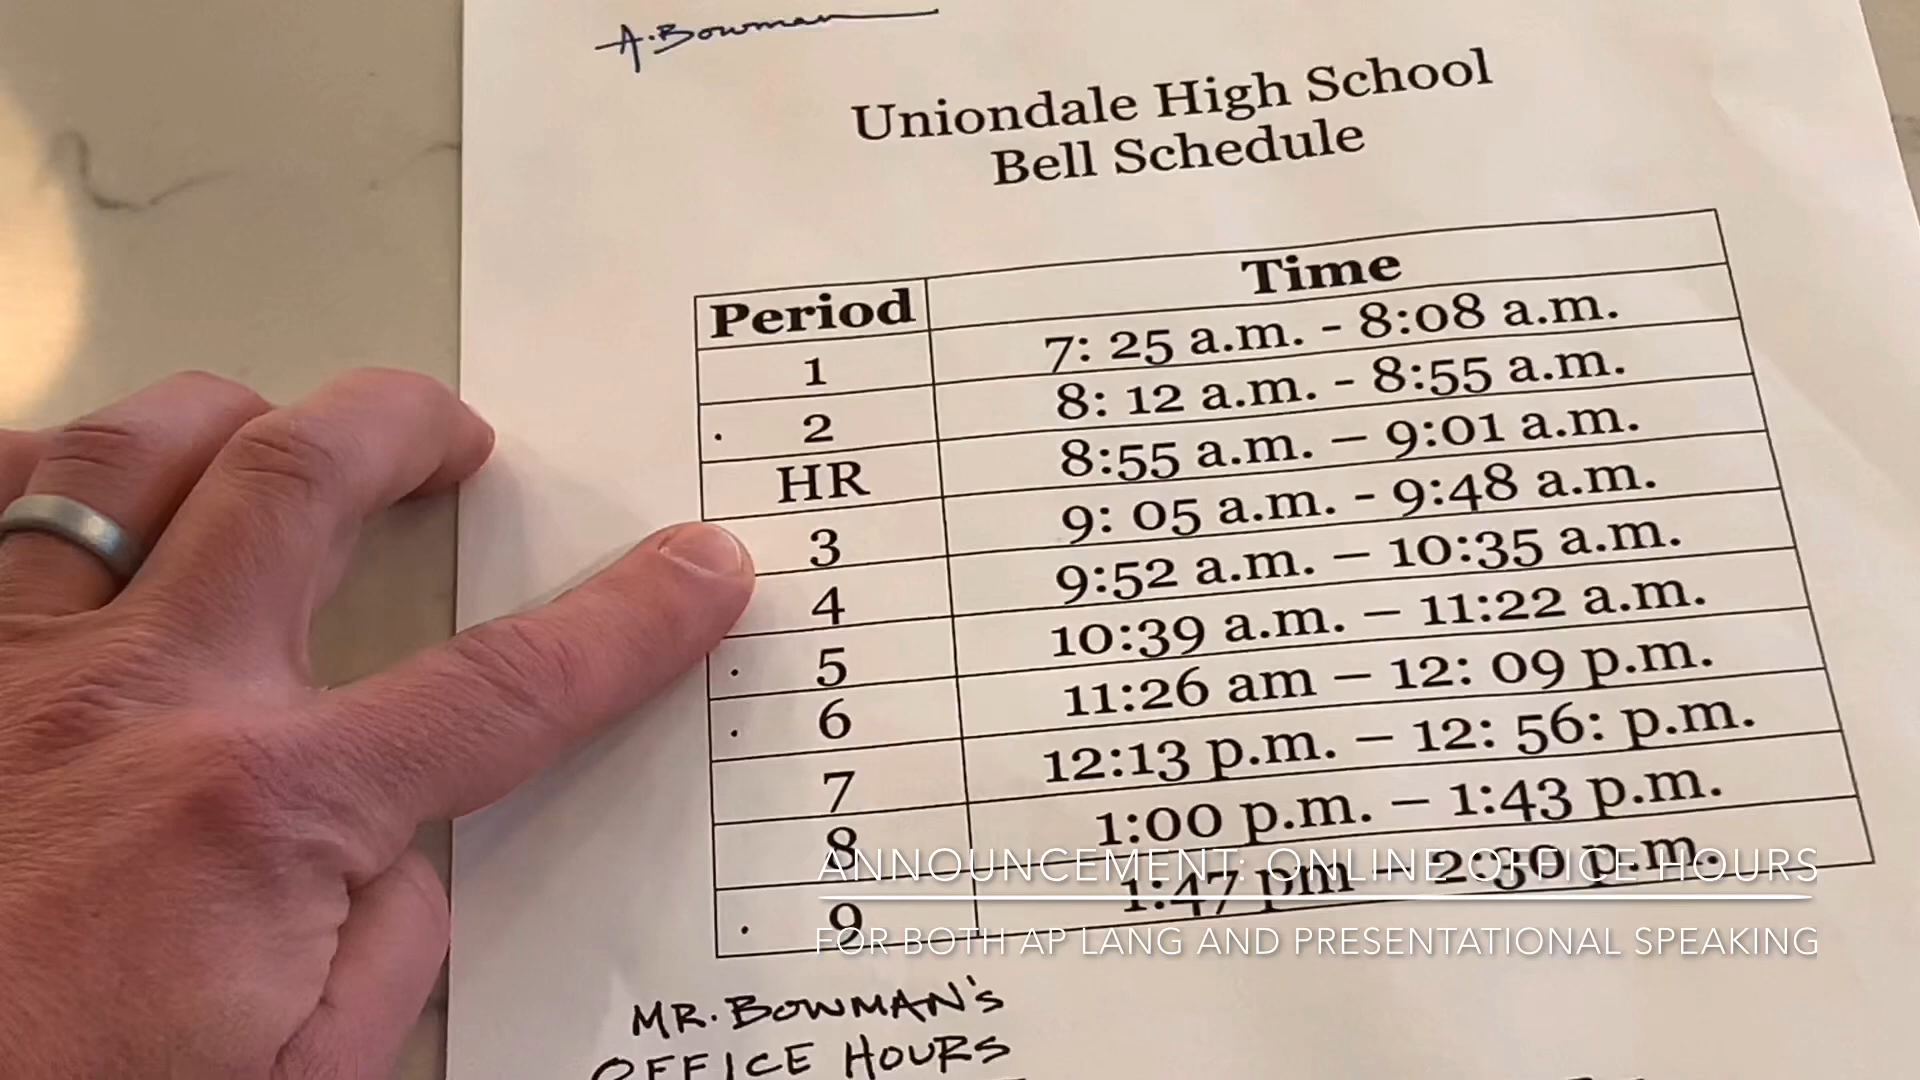 A. Bowman
Uniondale High School
Bell Schedule
Period Time
1 7: 25 a.m. - 8:08 a.m.
2 8: 12 a.m. - 8:55 a.m.
HR 8:55 a.m. – 9:01 a.m.
3 9: 05 a.m. - 9:48 a.m.
4 9:52 a.m. – 10:35 a.m.
5 10:39 a.m. – 11:22 a.m.
6 11:26 am – 12: 09 p.m.
7 12:13 p.m. – 12: 56: p.m.
8 1:00 p.m. – 1:43 p.m.
9 1:47 pm – 2:30 p.m.
ANNOUNCEMENT: ONLINE OFFICE HOURS
FOR BOTH AP LANG AND PRESENTATIONAL SPEAKING
MR. BOWMAN'S
OFFICE HOURS